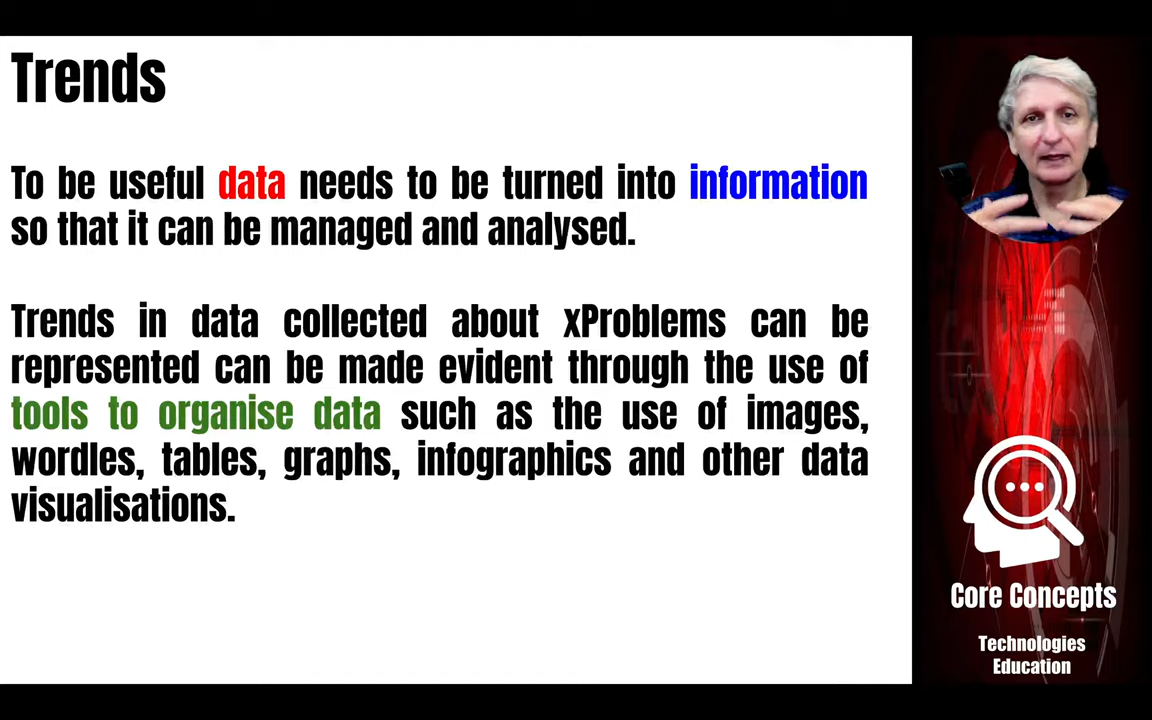 Trends
To be useful data needs to be turned into information
so that it can be managed and analysed.
Trends in data collected about xProblems can be
represented can be made evident through the use of
tools to organise data such as the use of images,
wordles, tables, graphs, infographics and other data
visualisations.
Core Concepts
Technologies
Education